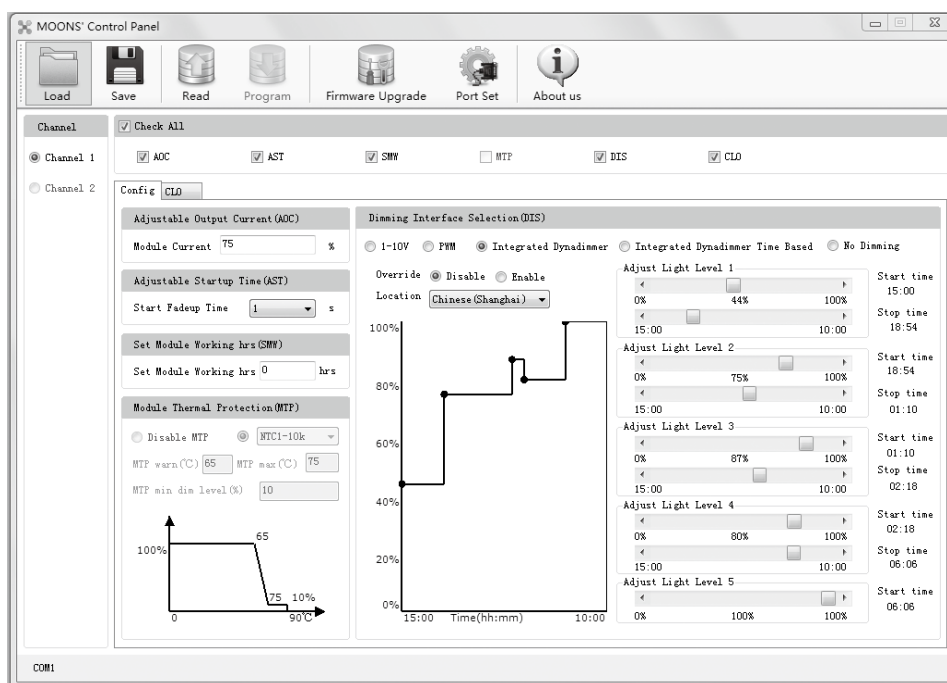 MOONS' Control Panel
Load Save Read Program Firmware Upgrade Port Set About us
Channel
Channel 1
Channel 2
Check All
AOC AST SMW MTP DIS CLO
Config CLO
Adjustable Output Current(AOC)
Module Current 75 %
Adjustable Startup Time(AST)
Start Fadeup Time 1 s
Set Module Working hrs(SMW)
Set Module Working hrs 0 hrs
Module Thermal Protection(MTP)
Disable MTP NTC1-10k
MTP warn(℃) 65 MTP max(℃) 75
MTP min dim level(%) 10
100%
65
75 10%
0 90℃
Dimming Interface Selection(DIS)
1-10V PWM Integrated Dynadimmer Integrated Dynadimmer Time Based No Dimming
Override Disable Enable
Location Chinese(Shanghai)
100%
80%
60%
40%
20%
0%
15:00 Time(hh:mm) 10:00
Adjust Light Level 1
0% 44% 100%
15:00 10:00
Start time
15:00
Stop time
18:54
Adjust Light Level 2
0% 75% 100%
15:00 10:00
Start time
18:54
Stop time
01:10
Adjust Light Level 3
0% 87% 100%
15:00 10:00
Start time
01:10
Stop time
02:18
Adjust Light Level 4
0% 80% 100%
15:00 10:00
Start time
02:18
Stop time
06:06
Adjust Light Level 5
0% 100% 100%
Start time
06:06
COM1